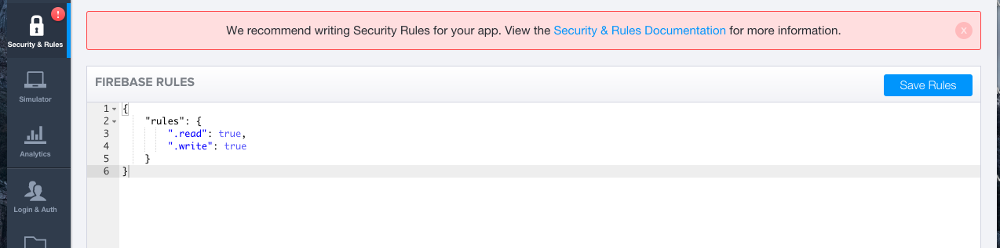 !
Security & Rules
Simulator
Analytics
Login & Auth
We recommend writing Security Rules for your app. View the Security & Rules Documentation for more information.
x
FIREBASE RULES
Save Rules
1 {
2 "rules": {
3 ".read": true,
4 ".write": true
5 }
6 }